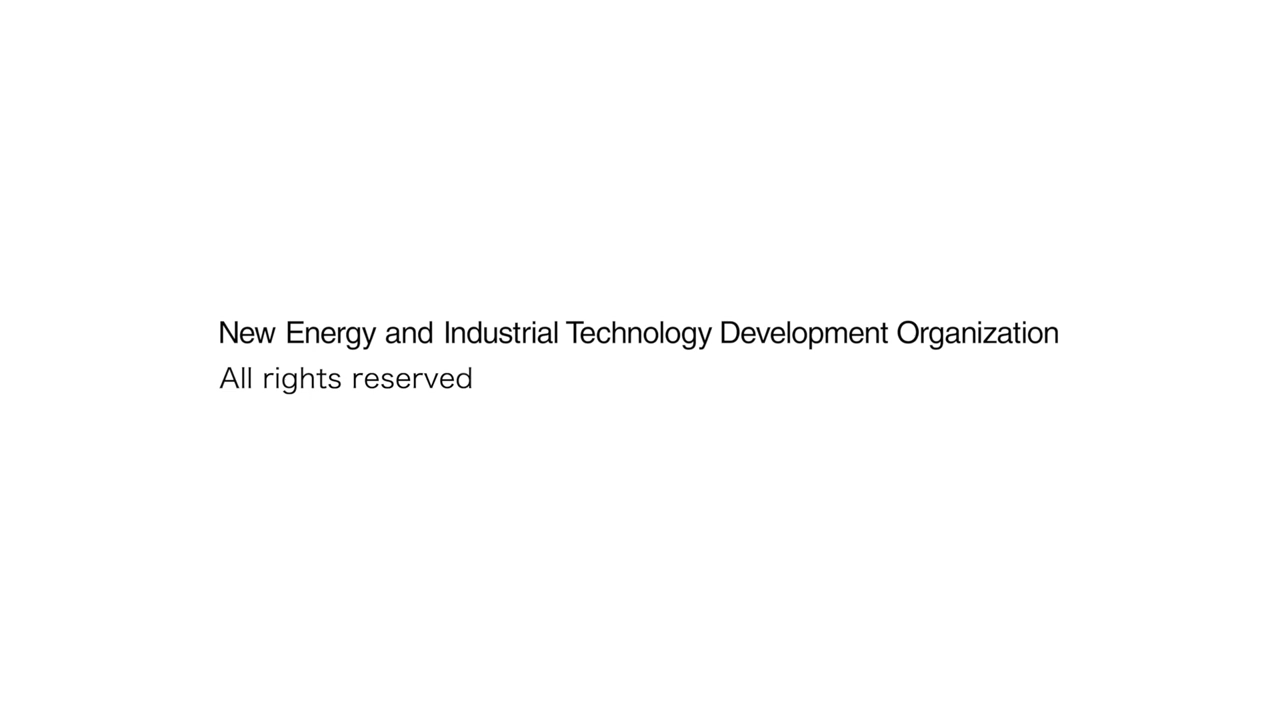 New Energy and Industrial Technology Development Organization
All rights reserved